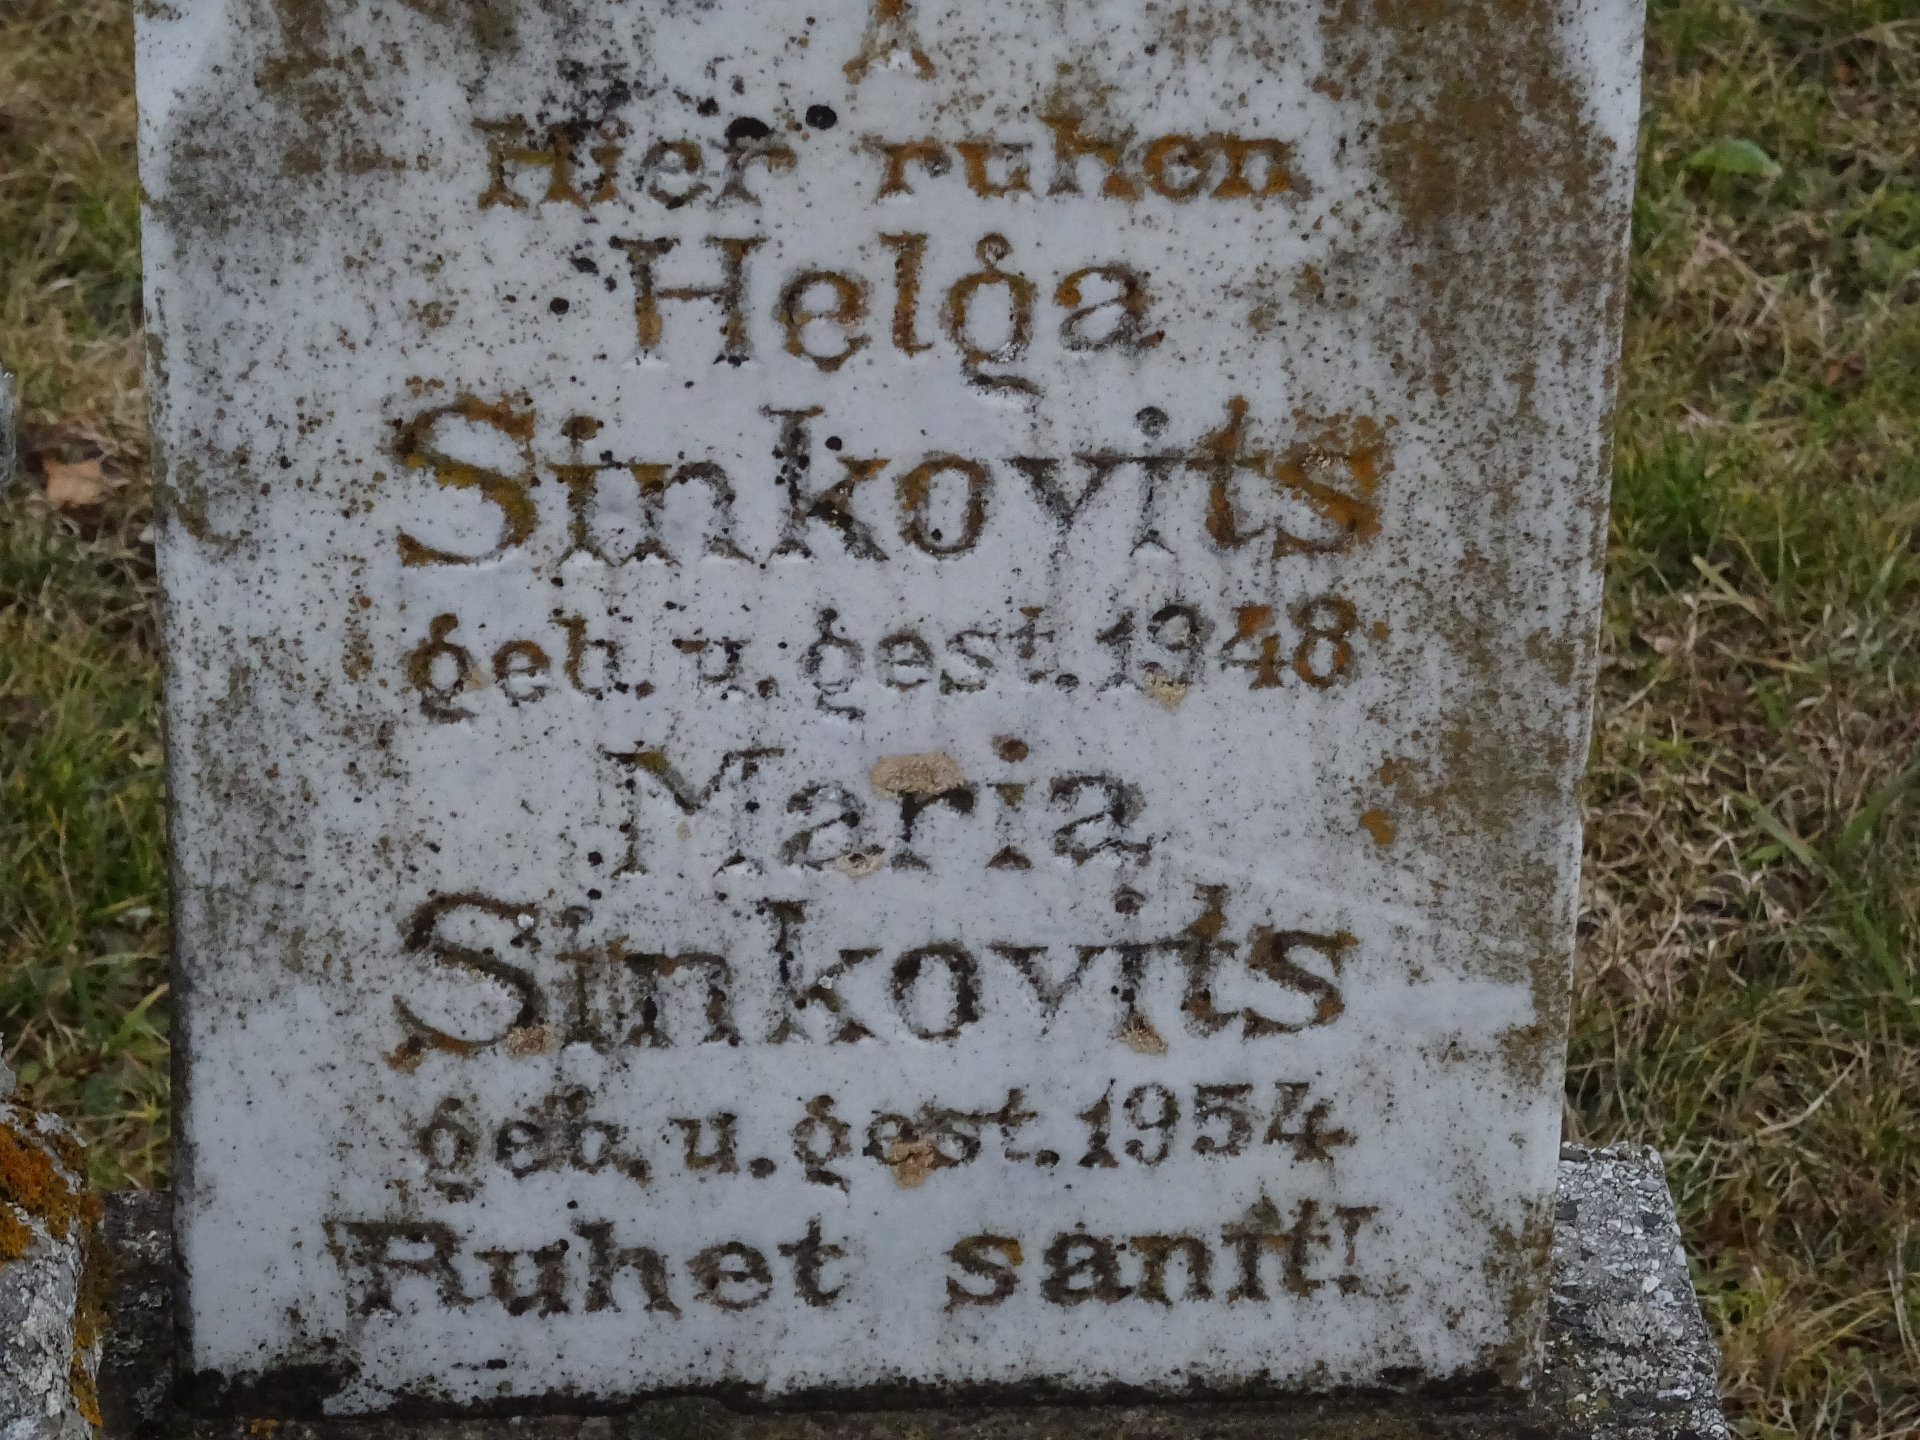 Hier ruhen
Helga
Sinkovits
geb. u. gest. 1948
Maria
Sinkovits
geb. u. gest. 1954
Ruhet sanft!